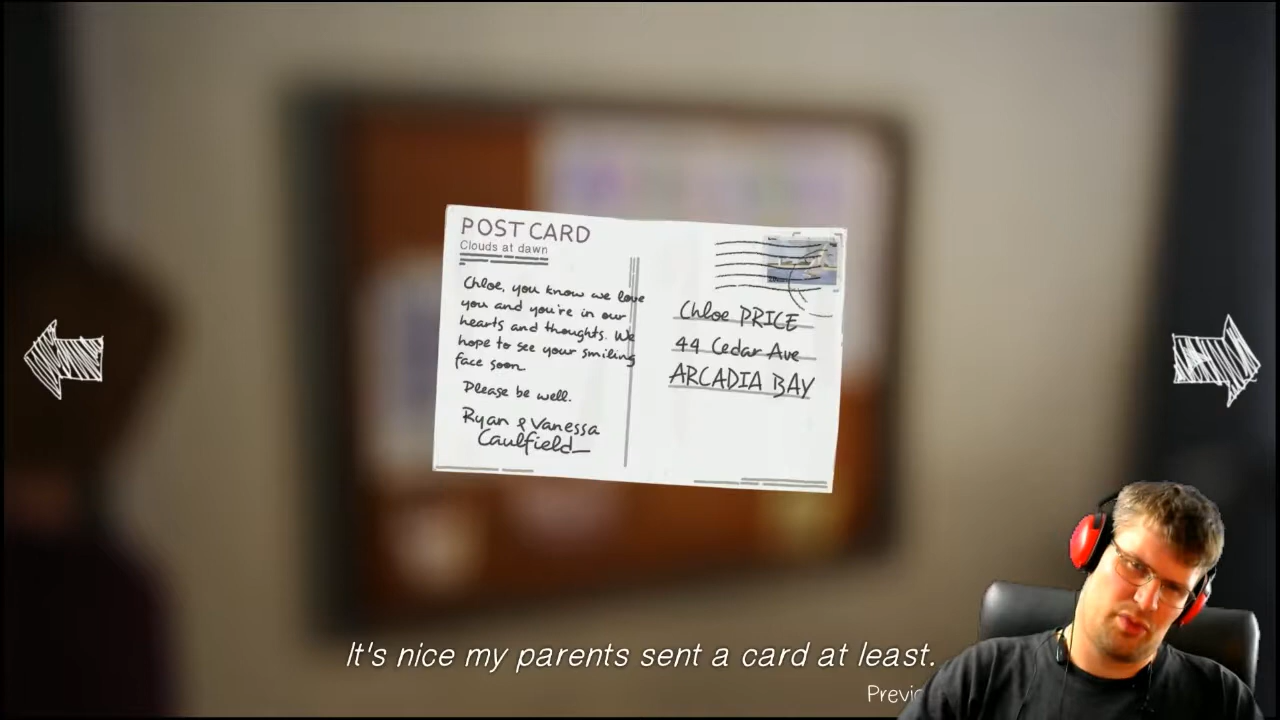 POST CARD
Clouds at dawn
Chloe, you know we love
you and you're in our
hearts and thoughts. We
hope to see your smiling
face soon.
Please be well.
Ryan & Vanessa
Caulfield
Chloe PRICE
44 Cedar Ave
ARCADIA BAY
It's nice my parents sent a card at least.